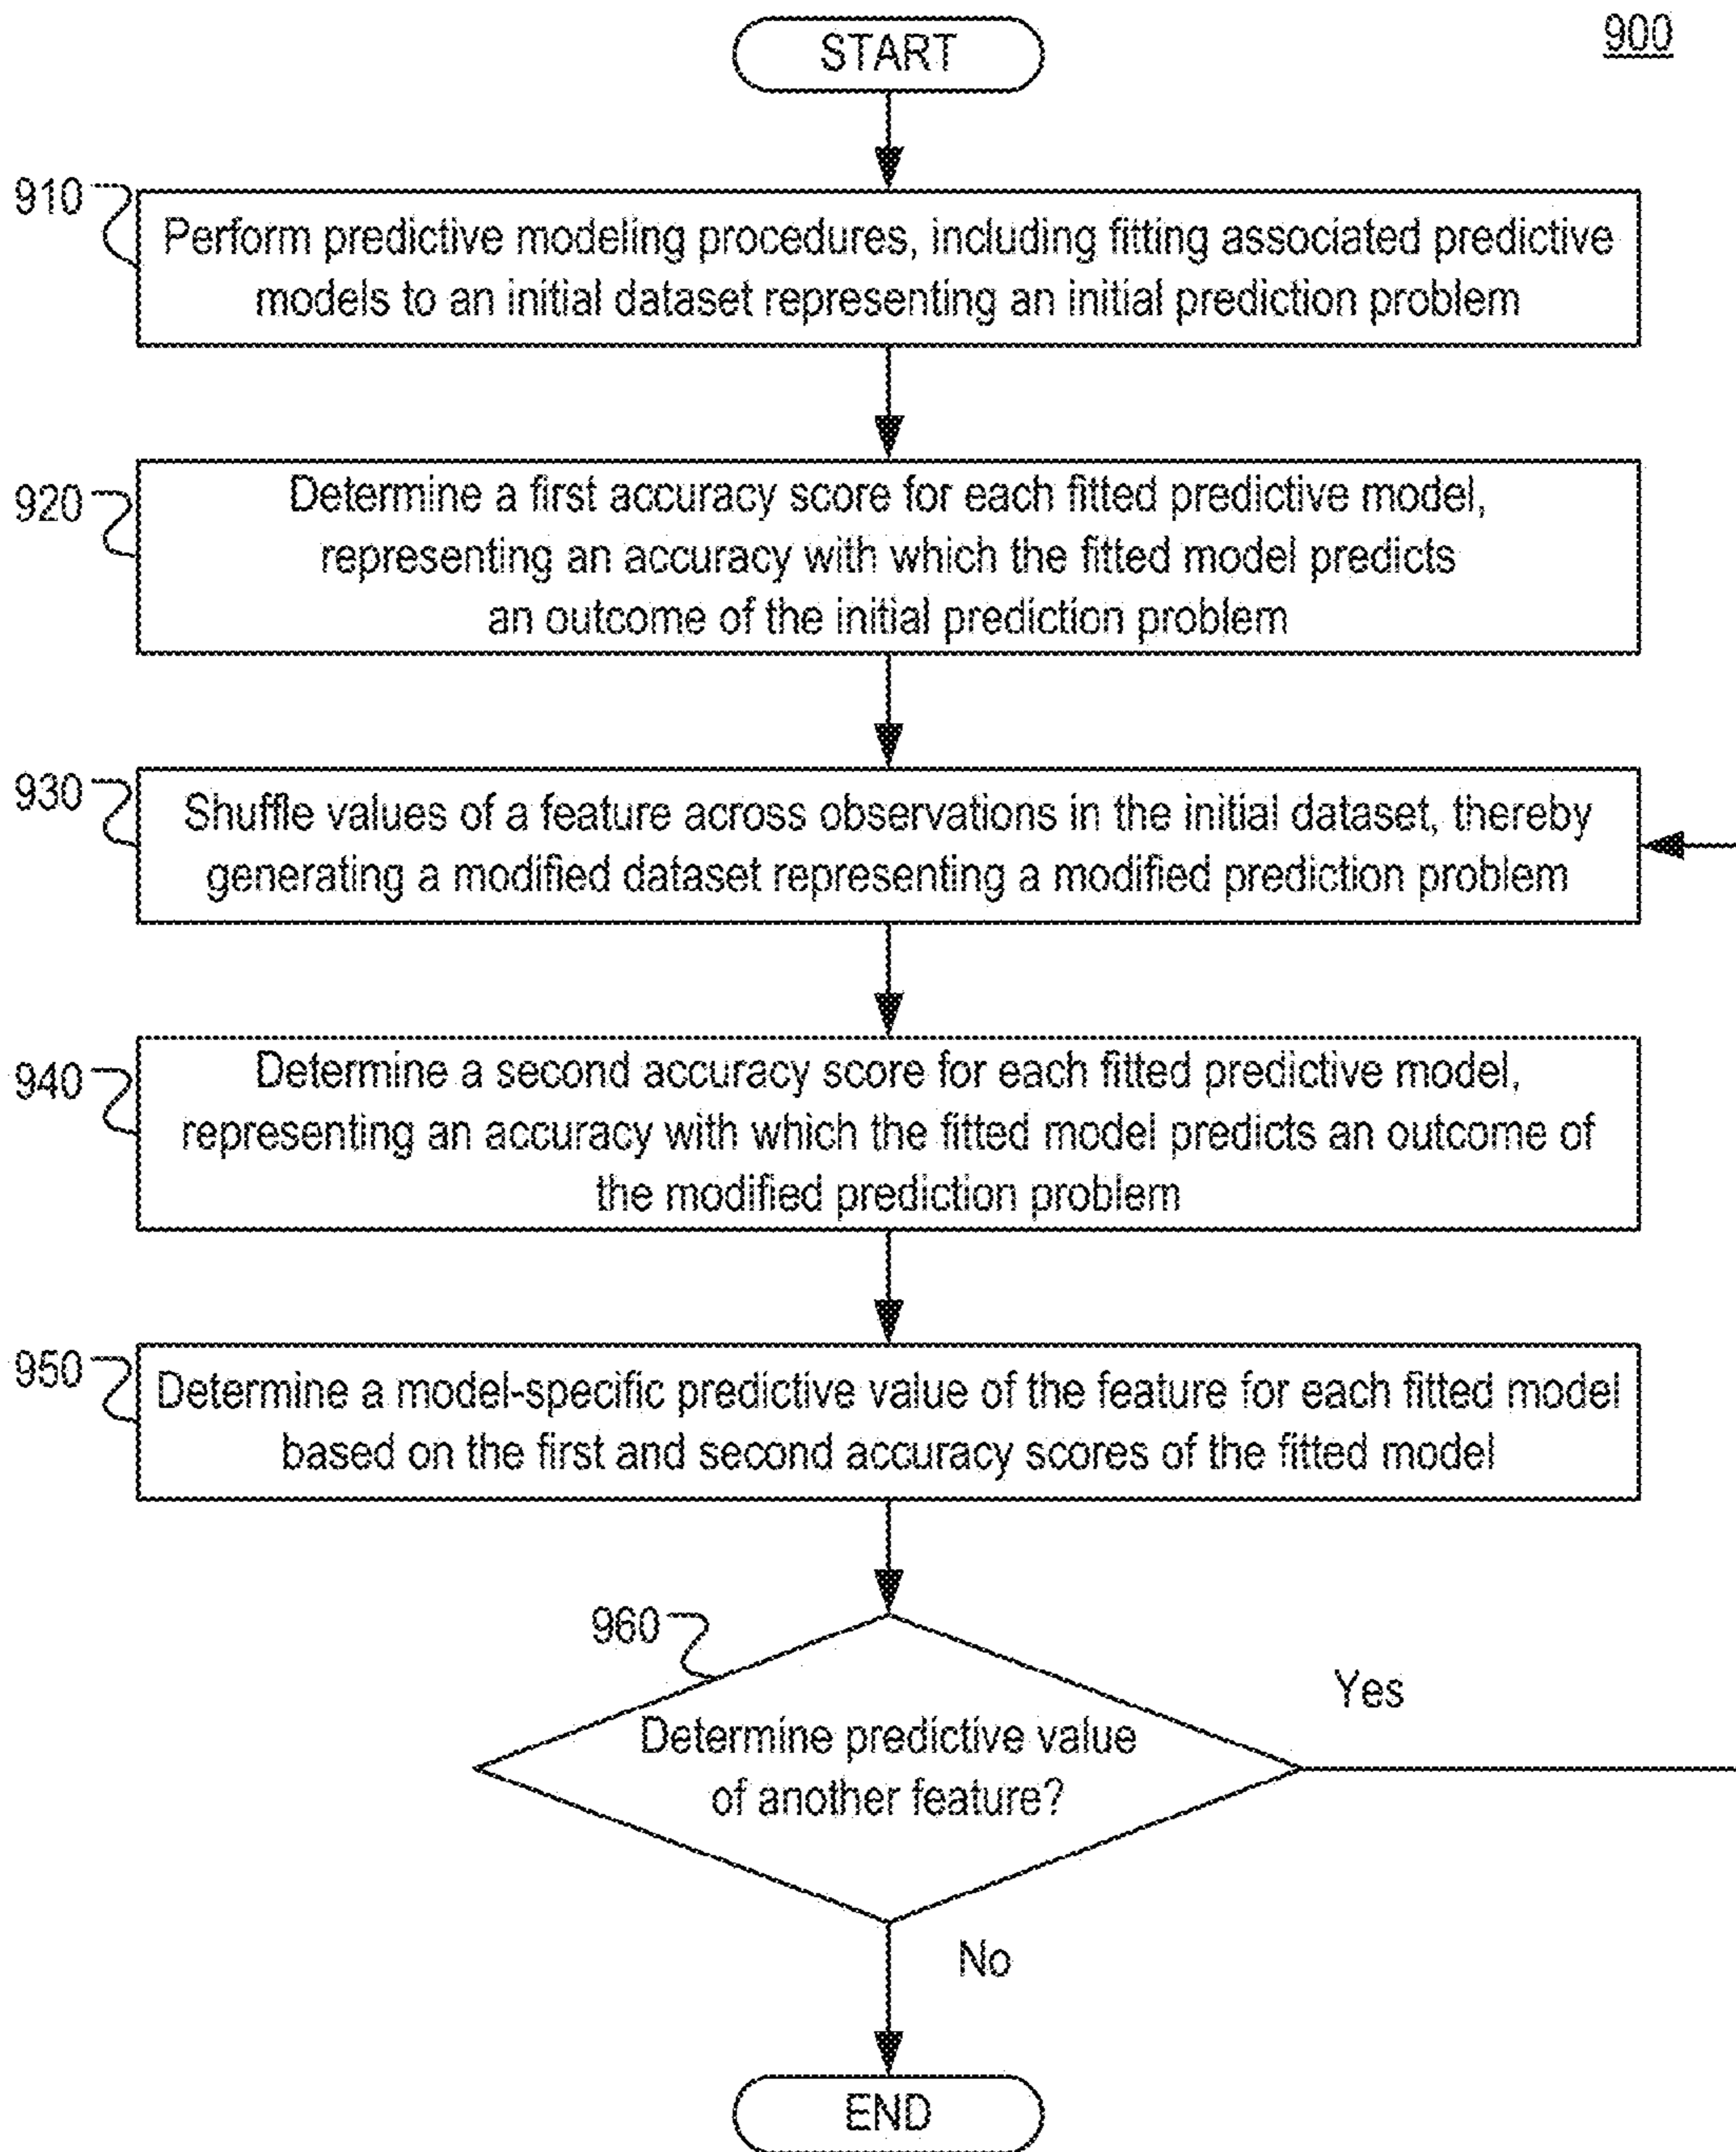 900
START
910
Perform predictive modeling procedures, including fitting associated predictive
models to an initial dataset representing an initial prediction problem
920
Determine a first accuracy score for each fitted predictive model,
representing an accuracy with which the fitted model predicts
an outcome of the initial prediction problem
930
Shuffle values of a feature across observations in the initial dataset, thereby
generating a modified dataset representing a modified prediction problem
940
Determine a second accuracy score for each fitted predictive model,
representing an accuracy with which the fitted model predicts an outcome of
the modified prediction problem
950
Determine a model-specific predictive value of the feature for each fitted model
based on the first and second accuracy scores of the fitted model
960
Determine predictive value
of another feature?
Yes
No
END